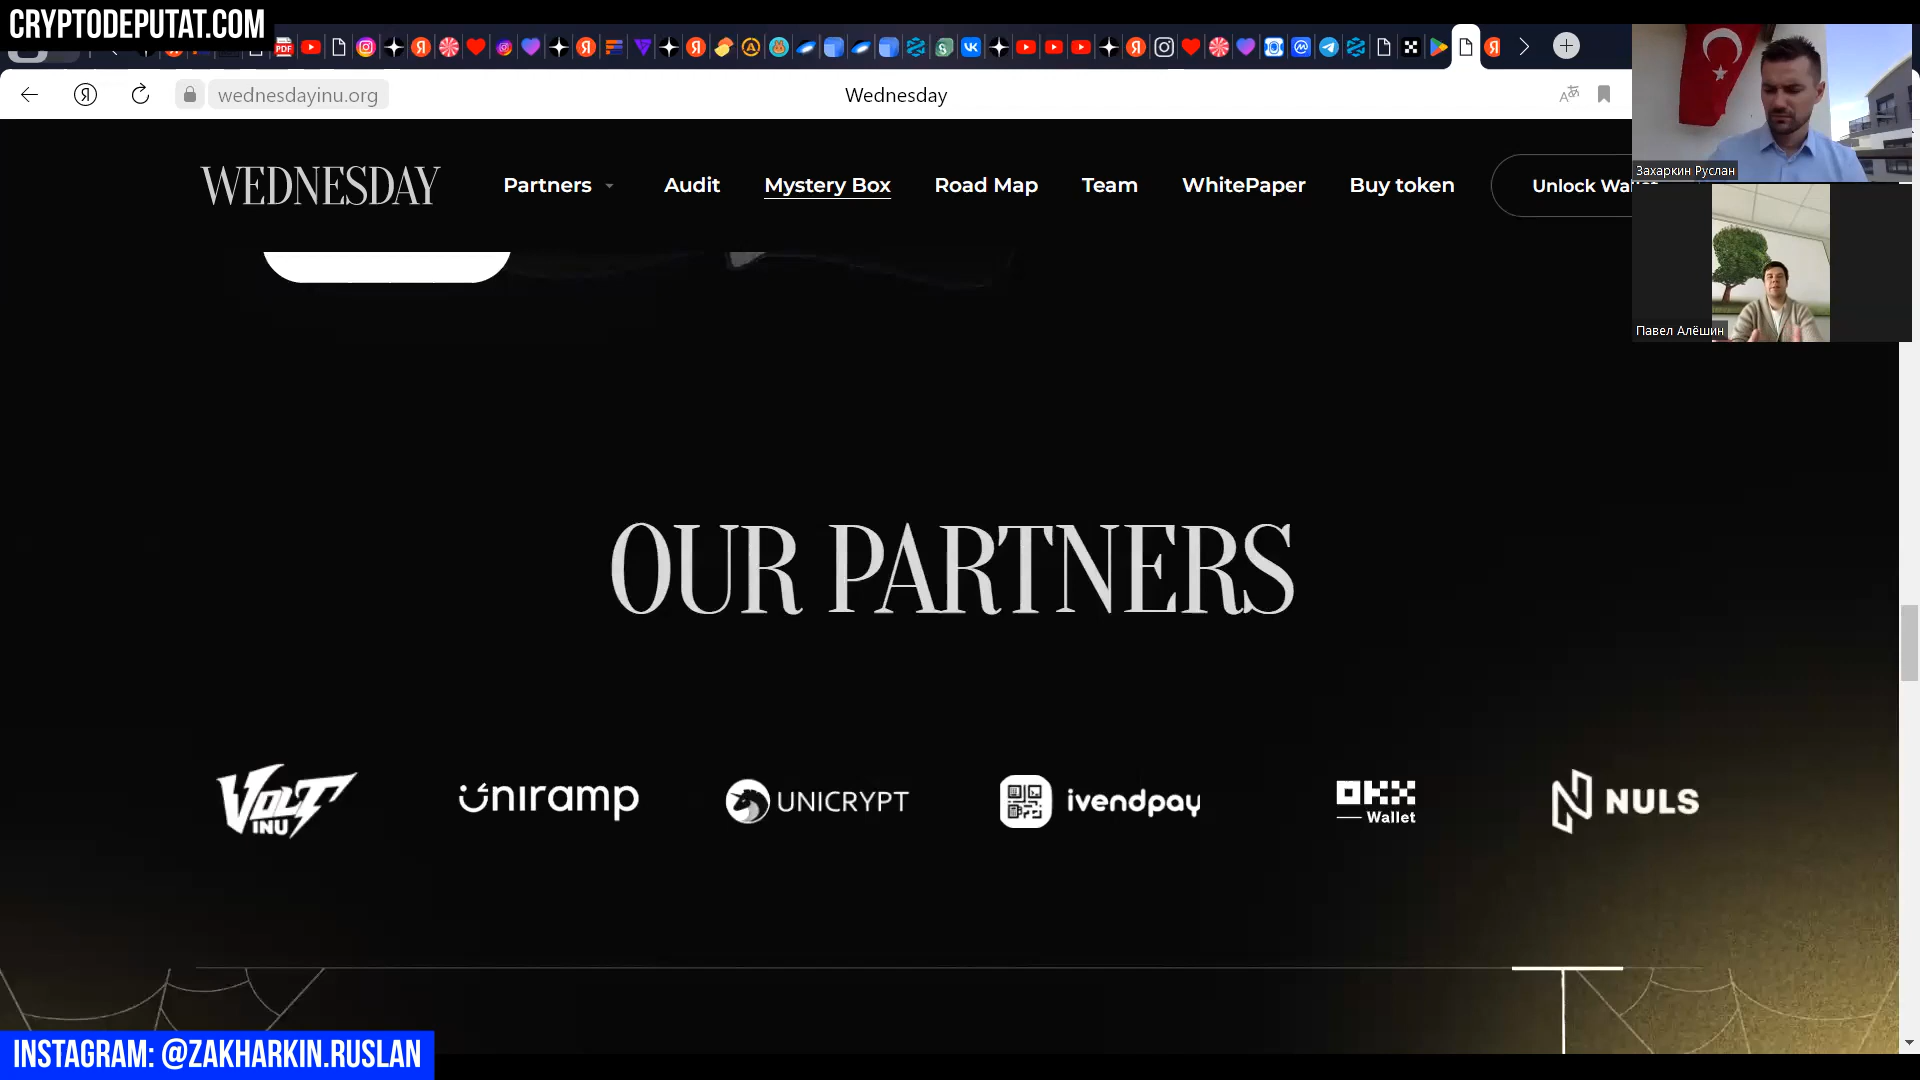 CRYPTODEPUTAT.COM
wednesdayinu.org
Wednesday
WEDNESDAY
Partners
Audit
Mystery Box
Road Map
Team
WhitePaper
Buy token
Unlock Wa
Захаркин Руслан
Павел Алёшин
OUR PARTNERS
VOLT
INU
uniramp
UNICRYPT
ivendpay
OKX
Wallet
NULS
INSTAGRAM: @ZAKHARKIN.RUSLAN